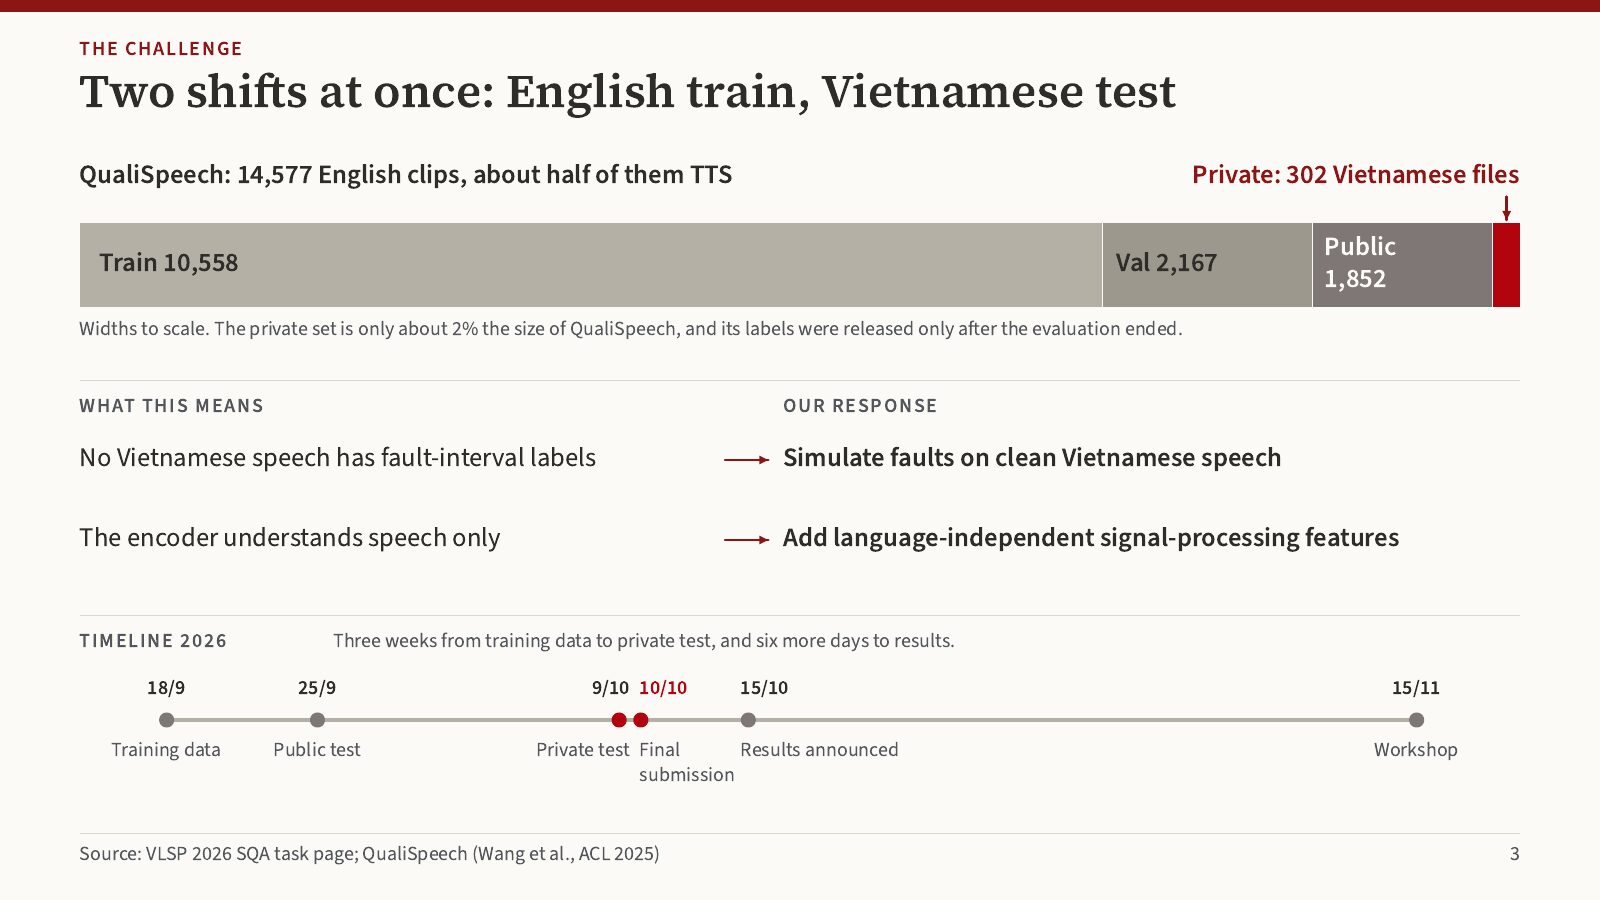 THE CHALLENGE
Two shifts at once: English train, Vietnamese test
QualiSpeech: 14,577 English clips, about half of them TTS
Private: 302 Vietnamese files
Train 10,558
Val 2,167
Public
1,852
Widths to scale. The private set is only about 2% the size of QualiSpeech, and its labels were released only after the evaluation ended.
WHAT THIS MEANS
OUR RESPONSE
No Vietnamese speech has fault-interval labels
Simulate faults on clean Vietnamese speech
The encoder understands speech only
Add language-independent signal-processing features
TIMELINE 2026
Three weeks from training data to private test, and six more days to results.
18/9
25/9
9/10
10/10
15/10
15/11
Training data
Public test
Private test
Final
submission
Results announced
Workshop
Source: VLSP 2026 SQA task page; QualiSpeech (Wang et al., ACL 2025)
3